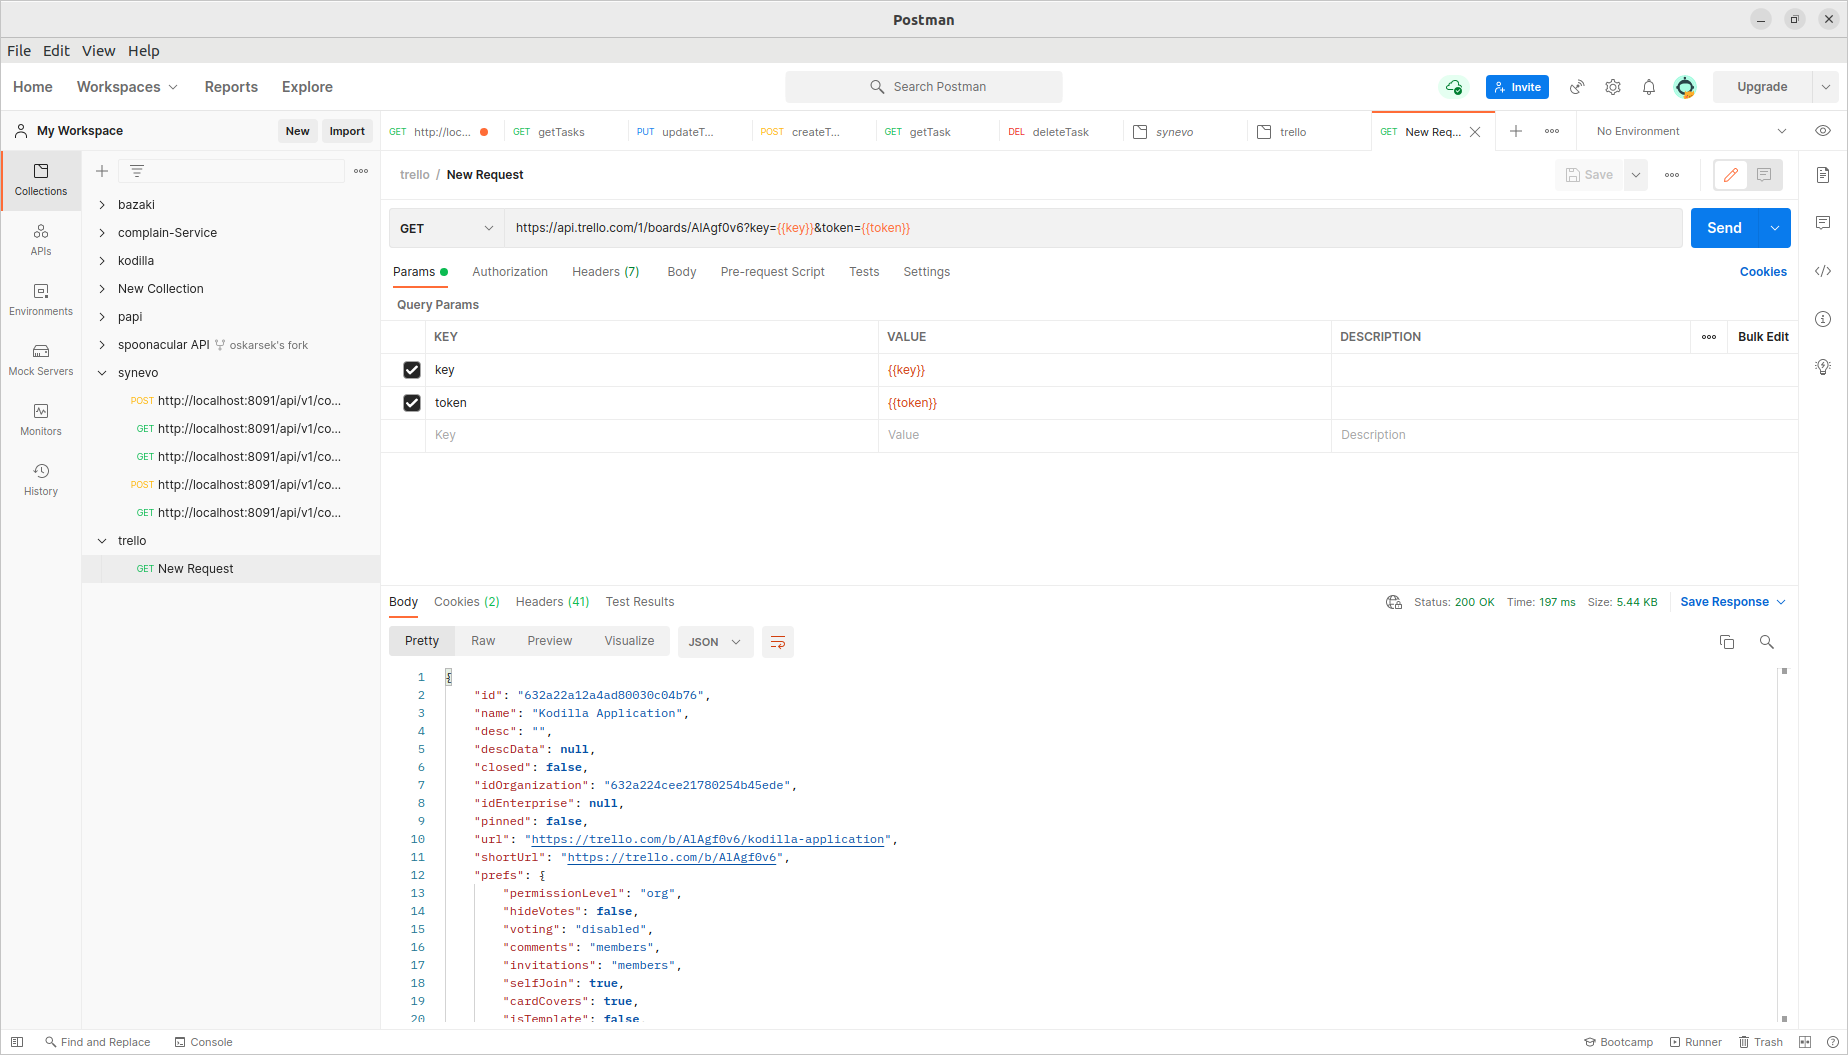 Postman
File Edit View Help
Home Workspaces Reports Explore Search Postman Invite Upgrade
My Workspace New Import GET http://loc... GET getTasks PUT updateT... POST createT... GET getTask DEL deleteTask synevo trello GET New Req... No Environment
trello / New Request Save
Collections
APIs
Environments
Mock Servers
Monitors
History
bazaki
complain-Service
kodilla
New Collection
papi
spoonacular API oskarsek's fork
synevo
POST http://localhost:8091/api/v1/co...
GET http://localhost:8091/api/v1/co...
GET http://localhost:8091/api/v1/co...
POST http://localhost:8091/api/v1/co...
GET http://localhost:8091/api/v1/co...
trello
GET New Request
GET https://api.trello.com/1/boards/AlAgf0v6?key={{key}}&token={{token}} Send
Params Authorization Headers (7) Body Pre-request Script Tests Settings Cookies
Query Params
KEY VALUE DESCRIPTION Bulk Edit
key {{key}}
token {{token}}
Key Value Description
Body Cookies (2) Headers (41) Test Results Status: 200 OK Time: 197 ms Size: 5.44 KB Save Response
Pretty Raw Preview Visualize JSON
1 {
2 "id": "632a22a12a4ad80030c04b76",
3 "name": "Kodilla Application",
4 "desc": "",
5 "descData": null,
6 "closed": false,
7 "idOrganization": "632a224cee21780254b45ede",
8 "idEnterprise": null,
9 "pinned": false,
10 "url": "https://trello.com/b/AlAgf0v6/kodilla-application",
11 "shortUrl": "https://trello.com/b/AlAgf0v6",
12 "prefs": {
13 "permissionLevel": "org",
14 "hideVotes": false,
15 "voting": "disabled",
16 "comments": "members",
17 "invitations": "members",
18 "selfJoin": true,
19 "cardCovers": true,
20 "isTemplate": false,
Find and Replace Console Bootcamp Runner Trash